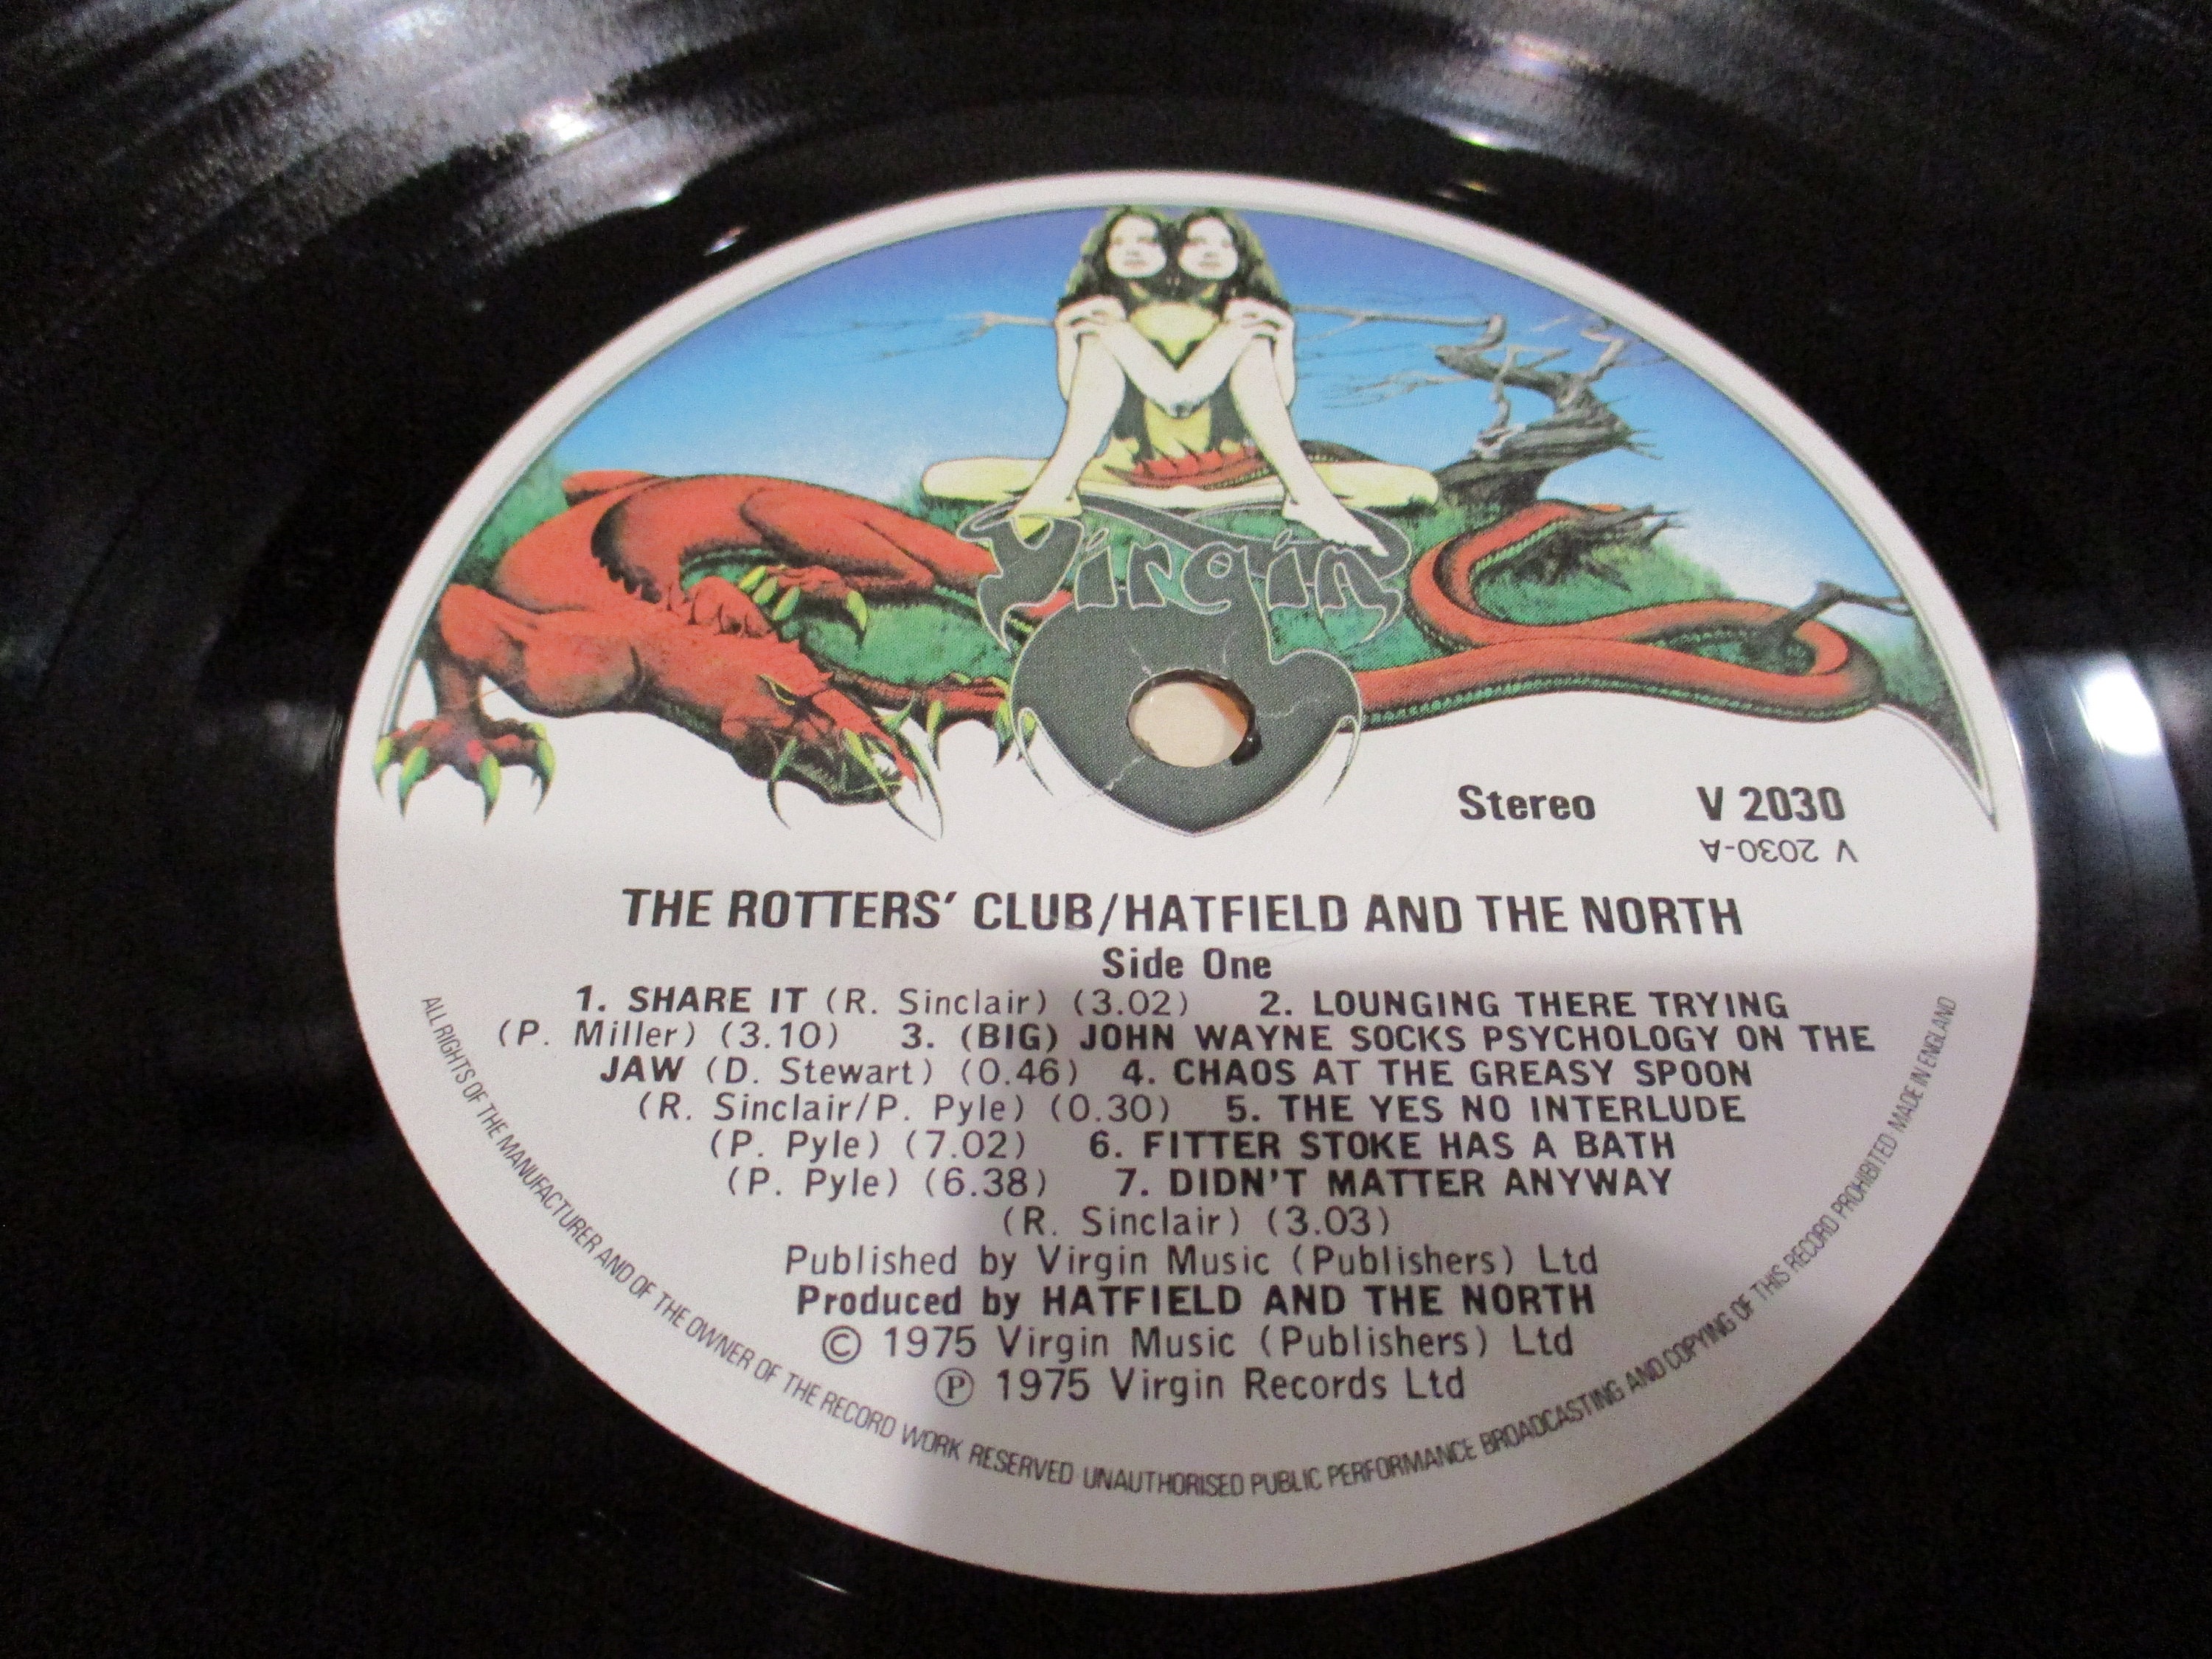 Virgin
Stereo V 2030
V 2030-A
THE ROTTERS' CLUB/HATFIELD AND THE NORTH
Side One
1. SHARE IT (R. Sinclair) (3.02) 2. LOUNGING THERE TRYING
(P. Miller) (3.10) 3. (BIG) JOHN WAYNE SOCKS PSYCHOLOGY ON THE
JAW (D. Stewart) (0.46) 4. CHAOS AT THE GREASY SPOON
(R. Sinclair/P. Pyle) (0.30) 5. THE YES NO INTERLUDE
(P. Pyle) (7.02) 6. FITTER STOKE HAS A BATH
(P. Pyle) (6.38) 7. DIDN'T MATTER ANYWAY
(R. Sinclair) (3.03)
Published by Virgin Music (Publishers) Ltd
Produced by HATFIELD AND THE NORTH
© 1975 Virgin Music (Publishers) Ltd
℗ 1975 Virgin Records Ltd
ALL RIGHTS OF THE MANUFACTURER AND OF THE OWNER OF THE RECORD WORK RESERVED UNAUTHORISED PUBLIC PERFORMANCE BROADCASTING AND COPYING OF THIS RECORD PROHIBITED MADE IN ENGLAND